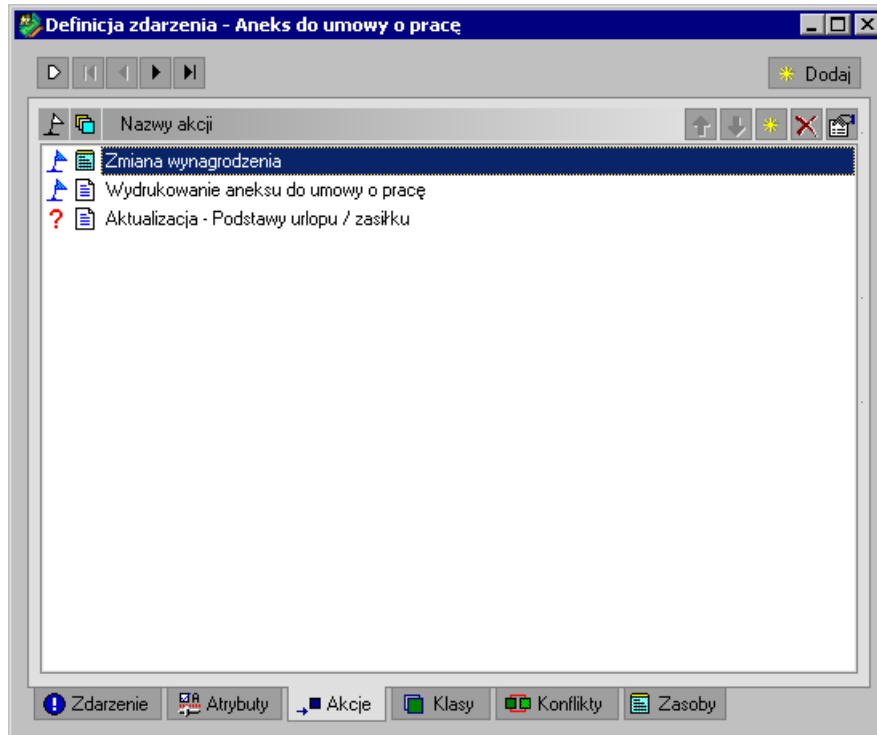 Definicja zdarzenia - Aneks do umowy o pracę
Dodaj
Nazwy akcji
Zmiana wynagrodzenia
Wydrukowanie aneksu do umowy o pracę
? Aktualizacja - Podstawy urlopu / zasiłku
Zdarzenie Atrybuty Akcje Klasy Konflikty Zasoby